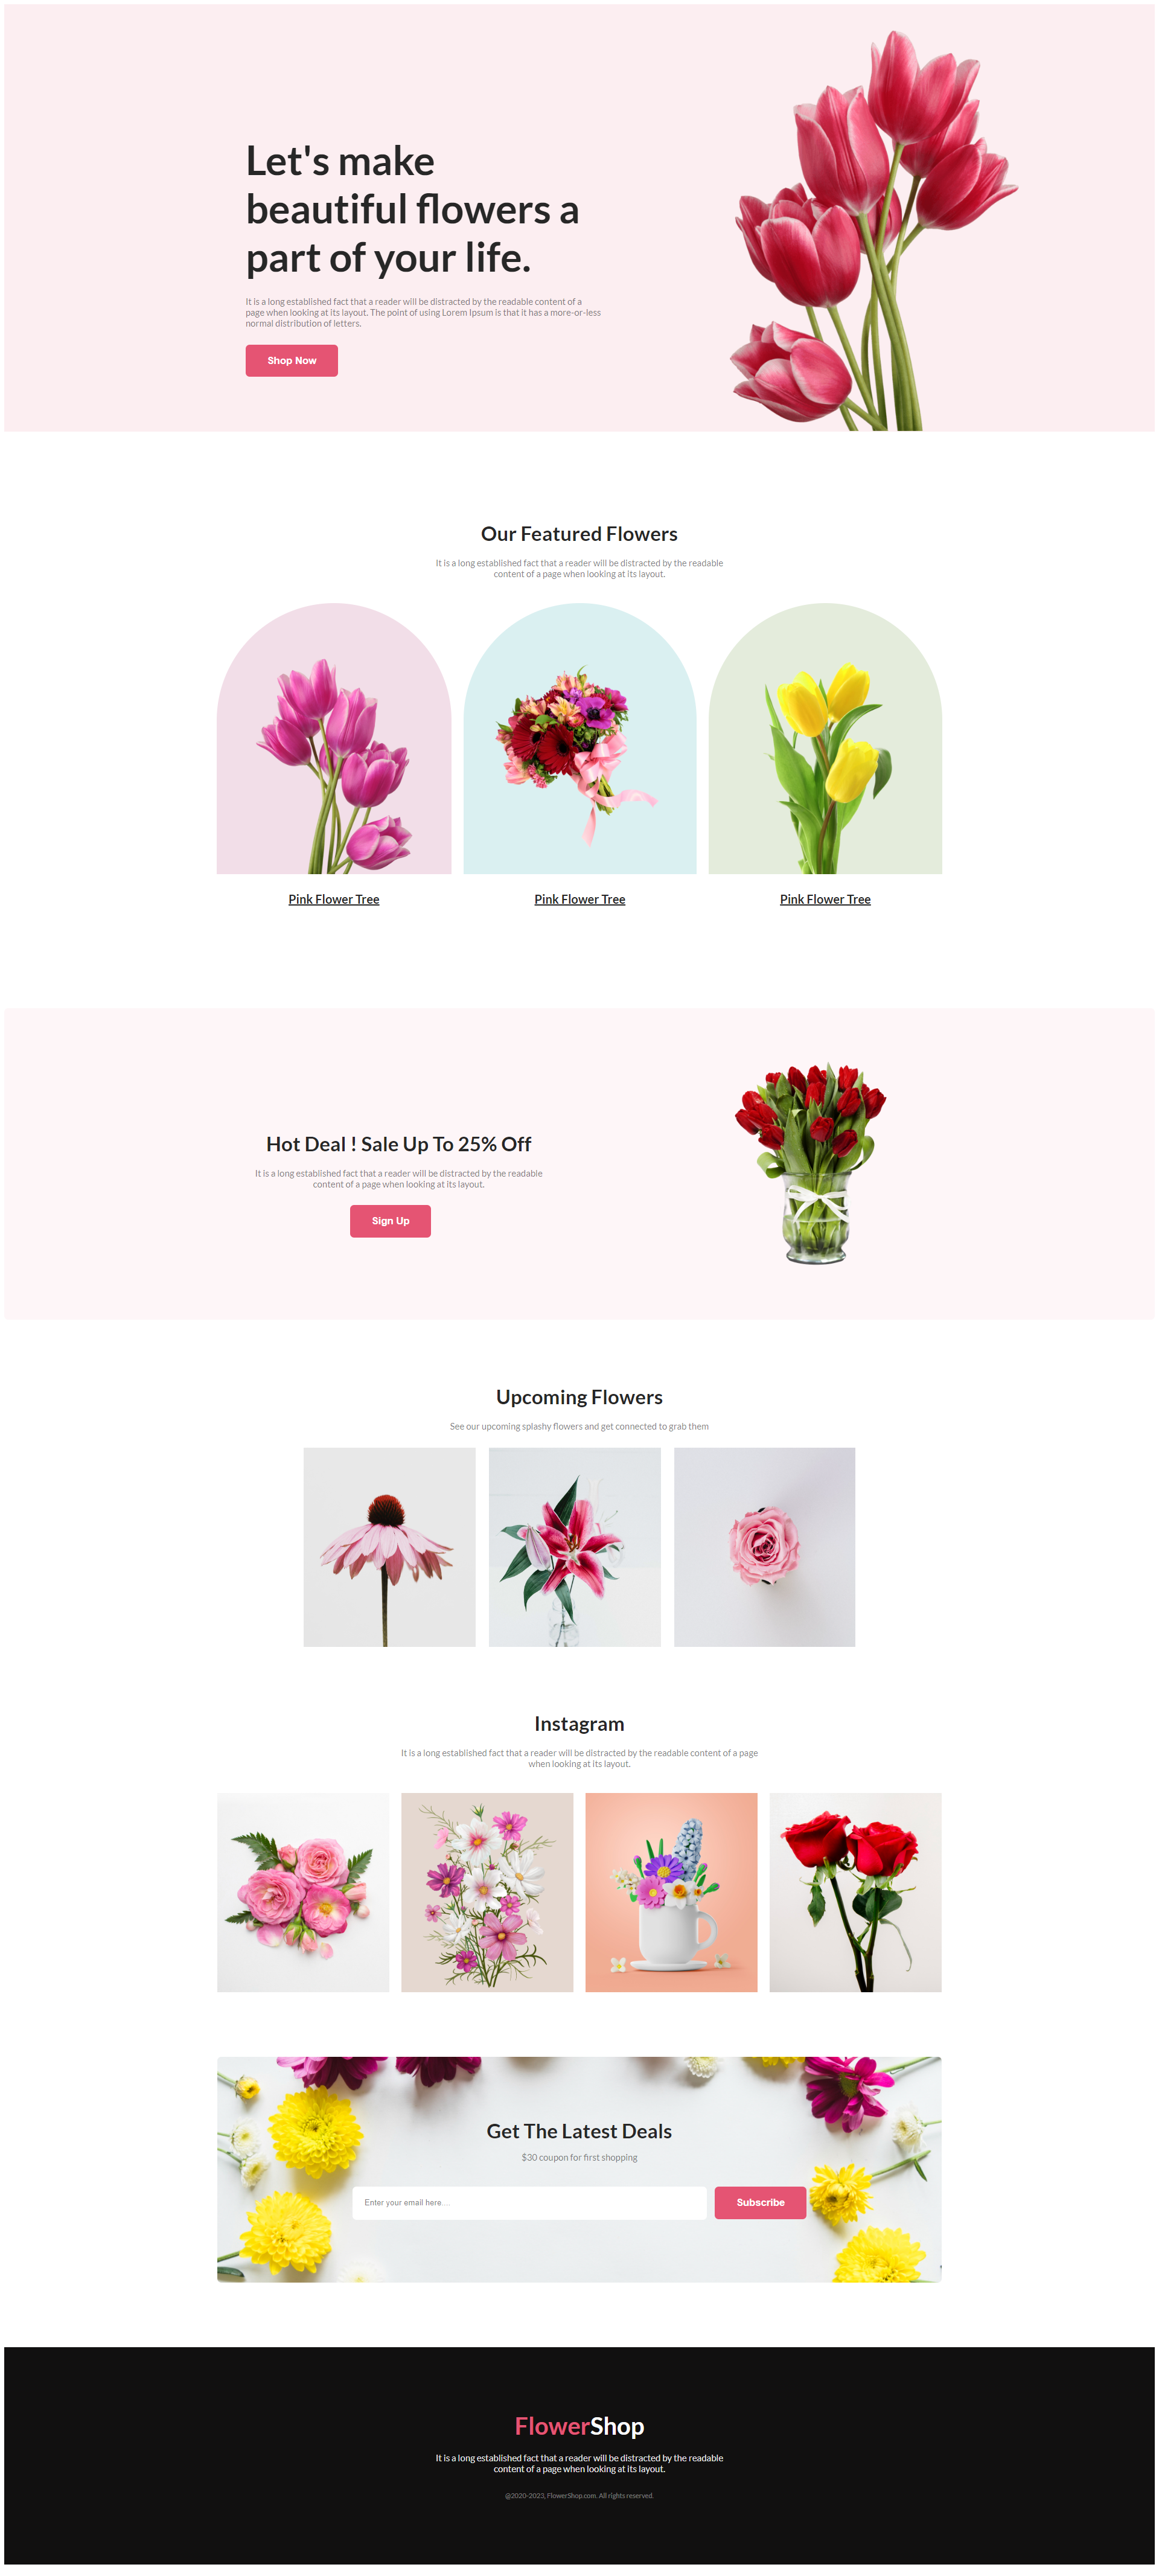 Let's make
beautiful flowers a
part of your life.
It is a long established fact that a reader will be distracted by the readable content of a
page when looking at its layout. The point of using Lorem Ipsum is that it has a more-or-less
normal distribution of letters.
Shop Now
Our Featured Flowers
It is a long established fact that a reader will be distracted by the readable
content of a page when looking at its layout.
Pink Flower Tree
Pink Flower Tree
Pink Flower Tree
Hot Deal ! Sale Up To 25% Off
It is a long established fact that a reader will be distracted by the readable
content of a page when looking at its layout.
Sign Up
Upcoming Flowers
See our upcoming splashy flowers and get connected to grab them
Instagram
It is a long established fact that a reader will be distracted by the readable content of a page
when looking at its layout.
Get The Latest Deals
$30 coupon for first shopping
Enter your email here....
Subscribe
FlowerShop
It is a long established fact that a reader will be distracted by the readable
content of a page when looking at its layout.
@2020-2023, FlowerShop.com. All rights reserved.